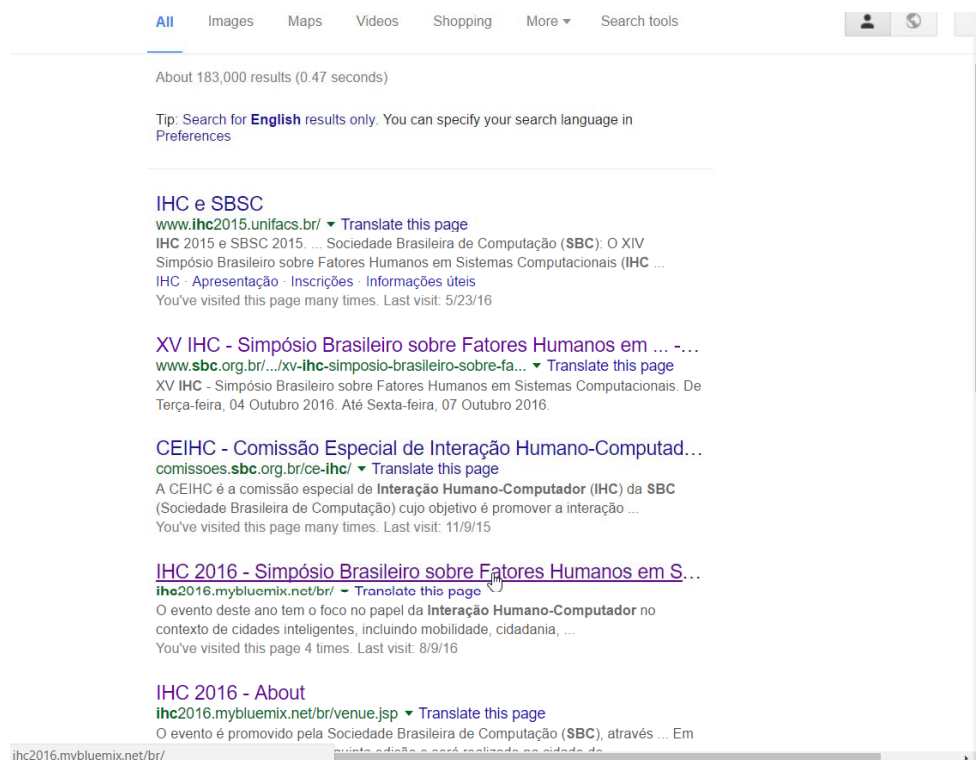 All Images Maps Videos Shopping More ▾ Search tools
About 183,000 results (0.47 seconds)
Tip: Search for English results only. You can specify your search language in
Preferences
IHC e SBSC
www.ihc2015.unifacs.br/ ▾ Translate this page
IHC 2015 e SBSC 2015. ... Sociedade Brasileira de Computação (SBC): O XIV
Simpósio Brasileiro sobre Fatores Humanos em Sistemas Computacionais (IHC ...
IHC · Apresentação · Inscrições · Informações úteis
You've visited this page many times. Last visit: 5/23/16
XV IHC - Simpósio Brasileiro sobre Fatores Humanos em ... -...
www.sbc.org.br/.../xv-ihc-simposio-brasileiro-sobre-fa... ▾ Translate this page
XV IHC - Simpósio Brasileiro sobre Fatores Humanos em Sistemas Computacionais. De
Terça-feira, 04 Outubro 2016. Até Sexta-feira, 07 Outubro 2016.
CEIHC - Comissão Especial de Interação Humano-Computad...
comissoes.sbc.org.br/ce-ihc/ ▾ Translate this page
A CEIHC é a comissão especial de Interação Humano-Computador (IHC) da SBC
(Sociedade Brasileira de Computação) cujo objetivo é promover a interação ...
You've visited this page many times. Last visit: 11/9/15
IHC 2016 - Simpósio Brasileiro sobre Fatores Humanos em S...
ihc2016.mybluemix.net/br/ ▾ Translate this page
O evento deste ano tem o foco no papel da Interação Humano-Computador no
contexto de cidades inteligentes, incluindo mobilidade, cidadania, ...
You've visited this page 4 times. Last visit: 8/9/16
IHC 2016 - About
ihc2016.mybluemix.net/br/venue.jsp ▾ Translate this page
O evento é promovido pela Sociedade Brasileira de Computação (SBC), através ... Em
ihc2016.mybluemix.net/br/